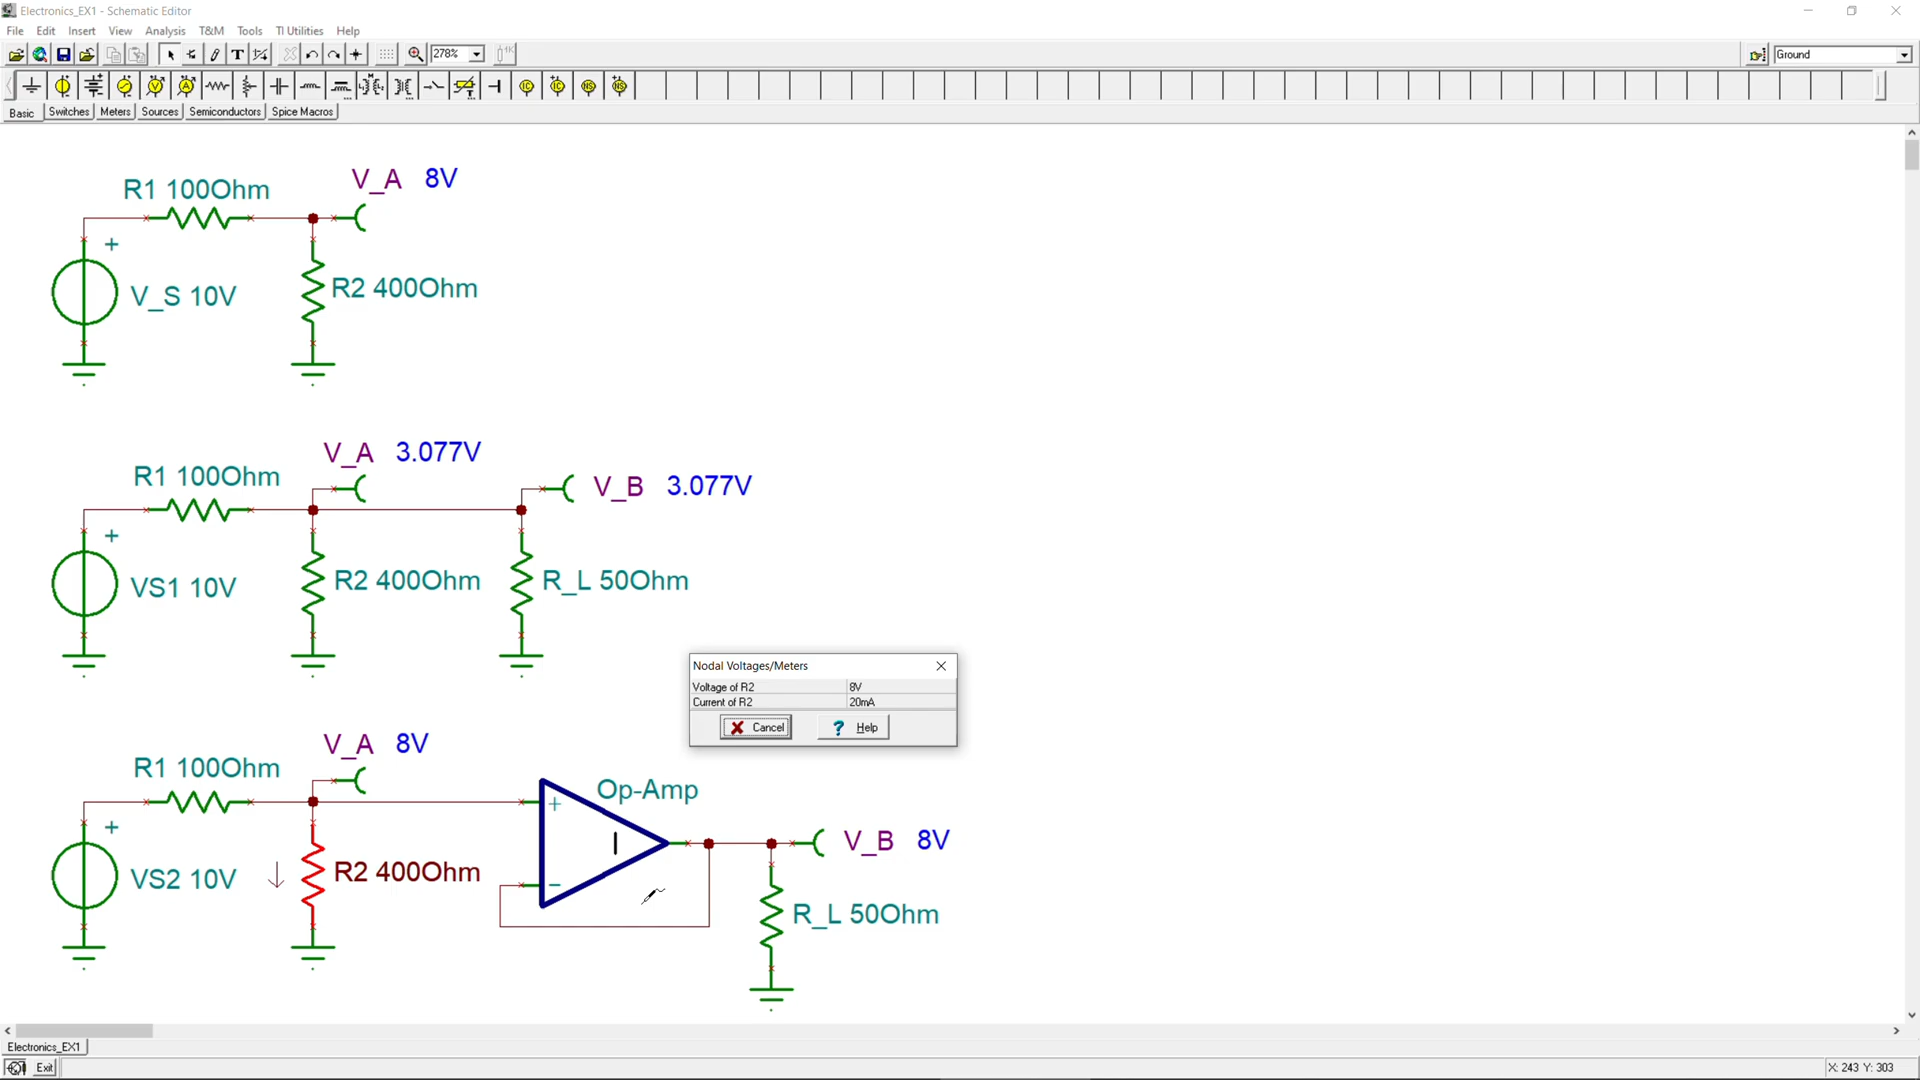 Electronics_EX1 - Schematic Editor
File Edit Insert View Analysis T&M Tools TI Utilities Help
278%
Ground
Basic Switches Meters Sources Semiconductors Spice Macros
V_A 8V
R1 100Ohm
+
V_S 10V
R2 400Ohm
V_A 3.077V
R1 100Ohm
V_B 3.077V
+
VS1 10V
R2 400Ohm
R_L 50Ohm
Nodal Voltages/Meters
Voltage of R2 8V
Current of R2 20mA
Cancel
Help
V_A 8V
R1 100Ohm
Op-Amp
+
+
V_B 8V
VS2 10V
R2 400Ohm
−
R_L 50Ohm
Electronics_EX1
Exit
X: 243 Y: 303